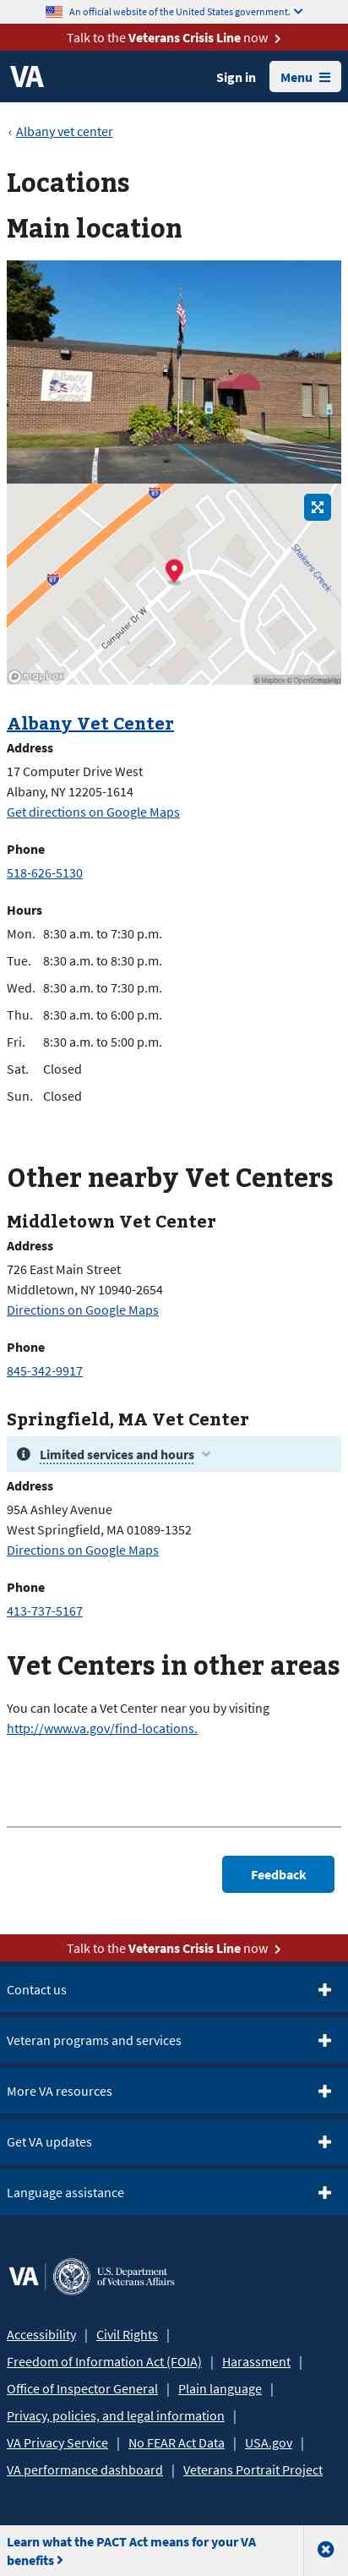 An official website of the United States government.
Talk to the Veterans Crisis Line now
VA
Sign in
Menu
‹ Albany vet center
Locations
Main location
Albany
87
87
Computer Dr W
Shakers Creek
mapbox
© Mapbox © OpenStreetMap
Albany Vet Center
Address
17 Computer Drive West
Albany, NY 12205-1614
Get directions on Google Maps
Phone
518-626-5130
Hours
Mon. 8:30 a.m. to 7:30 p.m.
Tue. 8:30 a.m. to 8:30 p.m.
Wed. 8:30 a.m. to 7:30 p.m.
Thu. 8:30 a.m. to 6:00 p.m.
Fri. 8:30 a.m. to 5:00 p.m.
Sat. Closed
Sun. Closed
Other nearby Vet Centers
Middletown Vet Center
Address
726 East Main Street
Middletown, NY 10940-2654
Directions on Google Maps
Phone
845-342-9917
Springfield, MA Vet Center
Limited services and hours
Address
95A Ashley Avenue
West Springfield, MA 01089-1352
Directions on Google Maps
Phone
413-737-5167
Vet Centers in other areas
You can locate a Vet Center near you by visiting
http://www.va.gov/find-locations.
Feedback
Talk to the Veterans Crisis Line now
Contact us
Veteran programs and services
More VA resources
Get VA updates
Language assistance
VA
U.S. Department
of Veterans Affairs
Accessibility | Civil Rights |
Freedom of Information Act (FOIA) | Harassment |
Office of Inspector General | Plain language |
Privacy, policies, and legal information |
VA Privacy Service | No FEAR Act Data | USA.gov |
VA performance dashboard | Veterans Portrait Project
Learn what the PACT Act means for your VA
benefits